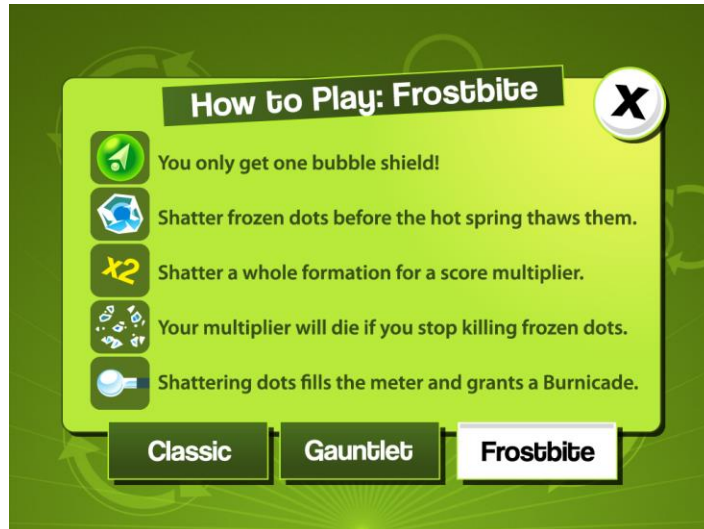 How to Play: Frostbite
X
You only get one bubble shield!
Shatter frozen dots before the hot spring thaws them.
x2
Shatter a whole formation for a score multiplier.
Your multiplier will die if you stop killing frozen dots.
Shattering dots fills the meter and grants a Burnicade.
Classic
Gauntlet
Frostbite